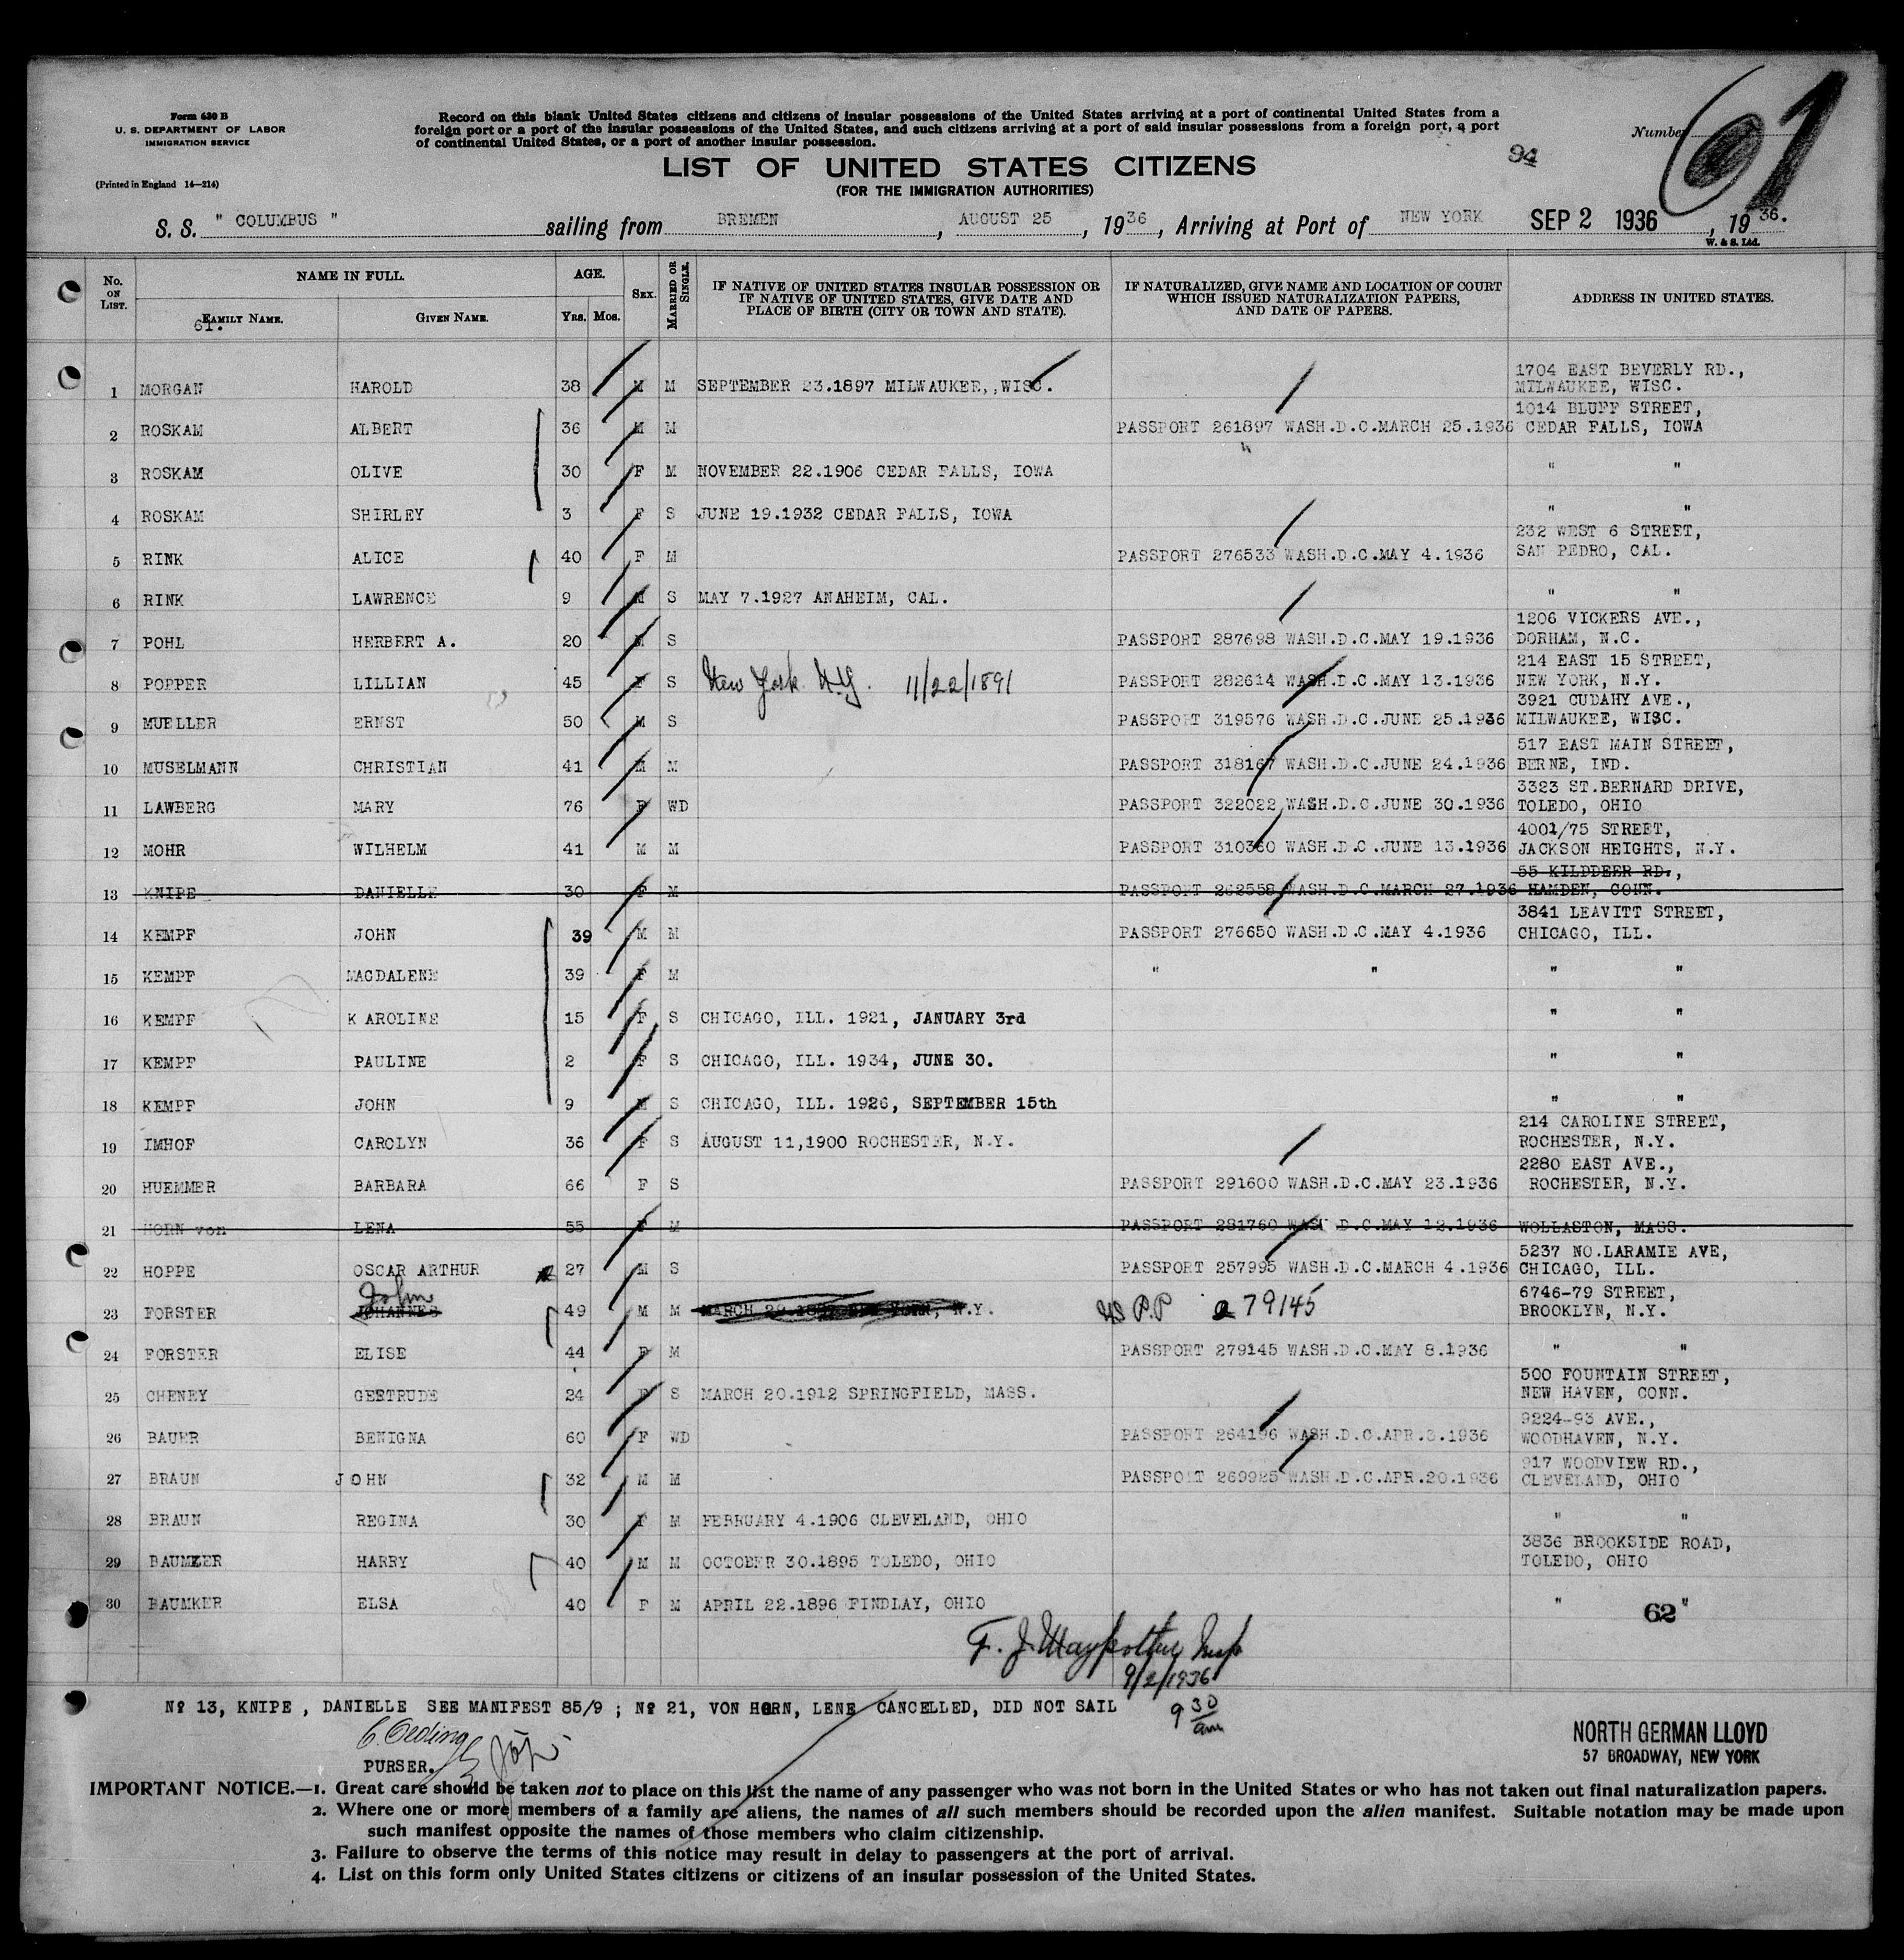 Form 630 B
U. S. DEPARTMENT OF LABOR
IMMIGRATION SERVICE
(Printed in England 14—214)
Record on this blank United States citizens and citizens of insular possessions of the United States arriving at a port of continental United States from a
foreign port or a port of the insular possessions of the United States, and such citizens arriving at a port of said insular possessions from a foreign port, a port
of continental United States, or a port of another insular possession.
Number 61
94
LIST OF UNITED STATES CITIZENS
(FOR THE IMMIGRATION AUTHORITIES)
S. S. " COLUMBUS " sailing from BREMEN, AUGUST 25, 1936, Arriving at Port of NEW YORK SEP 2 1936, 1936.
W. & S. Ltd.
No. ON LIST. NAME IN FULL. FAMILY NAME. GIVEN NAME. AGE. YRS. MOS. SEX. MARRIED OR SINGLE. IF NATIVE OF UNITED STATES INSULAR POSSESSION OR IF NATIVE OF UNITED STATES, GIVE DATE AND PLACE OF BIRTH (CITY OR TOWN AND STATE). IF NATURALIZED, GIVE NAME AND LOCATION OF COURT WHICH ISSUED NATURALIZATION PAPERS, AND DATE OF PAPERS. ADDRESS IN UNITED STATES.
61.
1 MORGAN HAROLD 38 M M SEPTEMBER 23.1897 MILWAUKEE, WISC. 1704 EAST BEVERLY RD., MILWAUKEE, WISC.
2 ROSKAM ALBERT 36 M M PASSPORT 261897 WASH.D.C.MARCH 25.1936 1014 BLUFF STREET, CEDAR FALLS, IOWA
3 ROSKAM OLIVE 30 F M NOVEMBER 22.1906 CEDAR FALLS, IOWA " " "
4 ROSKAM SHIRLEY 3 F S JUNE 19.1932 CEDAR FALLS, IOWA " "
5 RINK ALICE 40 F M PASSPORT 276533 WASH.D.C.MAY 4.1936 232 WEST 6 STREET, SAN PEDRO, CAL.
6 RINK LAWRENCE 9 M S MAY 7.1927 ANAHEIM, CAL. " "
7 POHL HERBERT A. 20 M S PASSPORT 287698 WASH.D.C.MAY 19.1936 1206 VICKERS AVE., DORHAM, N.C.
8 POPPER LILLIAN 45 F S New York N.Y. 11/22/1891 PASSPORT 282614 WASH.D.C.MAY 13.1936 214 EAST 15 STREET, NEW YORK, N.Y.
9 MUELLER ERNST 50 M S PASSPORT 319576 WASH.D.C.JUNE 25.1936 3921 CUDAHY AVE., MILWAUKEE, WISC.
10 MUSELMANN CHRISTIAN 41 M M PASSPORT 318167 WASH.D.C.JUNE 24.1936 517 EAST MAIN STREET, BERNE, IND.
11 LAWBERG MARY 76 F WD PASSPORT 322022 WASH.D.C.JUNE 30.1936 3323 ST.BERNARD DRIVE, TOLEDO, OHIO
12 MOHR WILHELM 41 M M PASSPORT 310360 WASH.D.C.JUNE 13.1936 4001/75 STREET, JACKSON HEIGHTS, N.Y.
13 KNIPE DANIELLE 30 F M PASSPORT 262558 WASH.D.C.MARCH 27.1936 55 KILDDEER RD., HAMDEN, CONN.
14 KEMPF JOHN 39 M M PASSPORT 276650 WASH.D.C.MAY 4.1936 3841 LEAVITT STREET, CHICAGO, ILL.
15 KEMPF MAGDALENE 39 F M " " " "
16 KEMPF K AROLINE 15 F S CHICAGO, ILL. 1921, JANUARY 3rd " "
17 KEMPF PAULINE 2 F S CHICAGO, ILL. 1934, JUNE 30. " "
18 KEMPF JOHN 9 M S CHICAGO, ILL. 1926, SEPTEMBER 15th " "
19 IMHOF CAROLYN 36 F S AUGUST 11,1900 ROCHESTER, N.Y. 214 CAROLINE STREET, ROCHESTER, N.Y.
20 HUEMMER BARBARA 66 F S PASSPORT 291600 WASH.D.C.MAY 23.1936 2280 EAST AVE., ROCHESTER, N.Y.
21 HORN von LENA 55 F M PASSPORT 281760 WASH D.C.MAY 12.1936 WOLLASTON, MASS.
22 HOPPE OSCAR ARTHUR 27 M S PASSPORT 257995 WASH.D.C.MARCH 4.1936 5237 NO.LARAMIE AVE, CHICAGO, ILL.
23 FORSTER JOHANNES John 49 M M MARCH 29. NEW YORK, N.Y. US P.P 279145 6746-79 STREET, BROOKLYN, N.Y.
24 FORSTER ELISE 44 F M PASSPORT 279145 WASH.D.C.MAY 8.1936 " "
25 CHENEY GERTRUDE 24 F S MARCH 20.1912 SPRINGFIELD, MASS. 500 FOUNTAIN STREET, NEW HAVEN, CONN.
26 BAUER BENIGNA 60 F WD PASSPORT 264196 WASH.D.C.APR.3.1936 9224-93 AVE., WOODHAVEN, N.Y.
27 BRAUN JOHN 32 M M PASSPORT 269925 WASH.D.C.APR.20.1936 917 WOODVIEW RD., CLEVELAND, OHIO
28 BRAUN REGINA 30 F M FEBRUARY 4.1906 CLEVELAND, OHIO " "
29 BAUMKER HARRY 40 M M OCTOBER 30.1895 TOLEDO, OHIO 3836 BROOKSIDE ROAD, TOLEDO, OHIO
30 BAUMKER ELSA 40 F M APRIL 22.1896 FINDLAY, OHIO " "
62
F. J. Insp
9/2/1936
9 30 am
Nº 13, KNIPE , DANIELLE SEE MANIFEST 85/9 ; Nº 21, VON HORN, LENE CANCELLED, DID NOT SAIL
PURSER.
NORTH GERMAN LLOYD
57 BROADWAY, NEW YORK
IMPORTANT NOTICE.—1. Great care should be taken not to place on this list the name of any passenger who was not born in the United States or who has not taken out final naturalization papers.
2. Where one or more members of a family are aliens, the names of all such members should be recorded upon the alien manifest. Suitable notation may be made upon
such manifest opposite the names of those members who claim citizenship.
3. Failure to observe the terms of this notice may result in delay to passengers at the port of arrival.
4. List on this form only United States citizens or citizens of an insular possession of the United States.